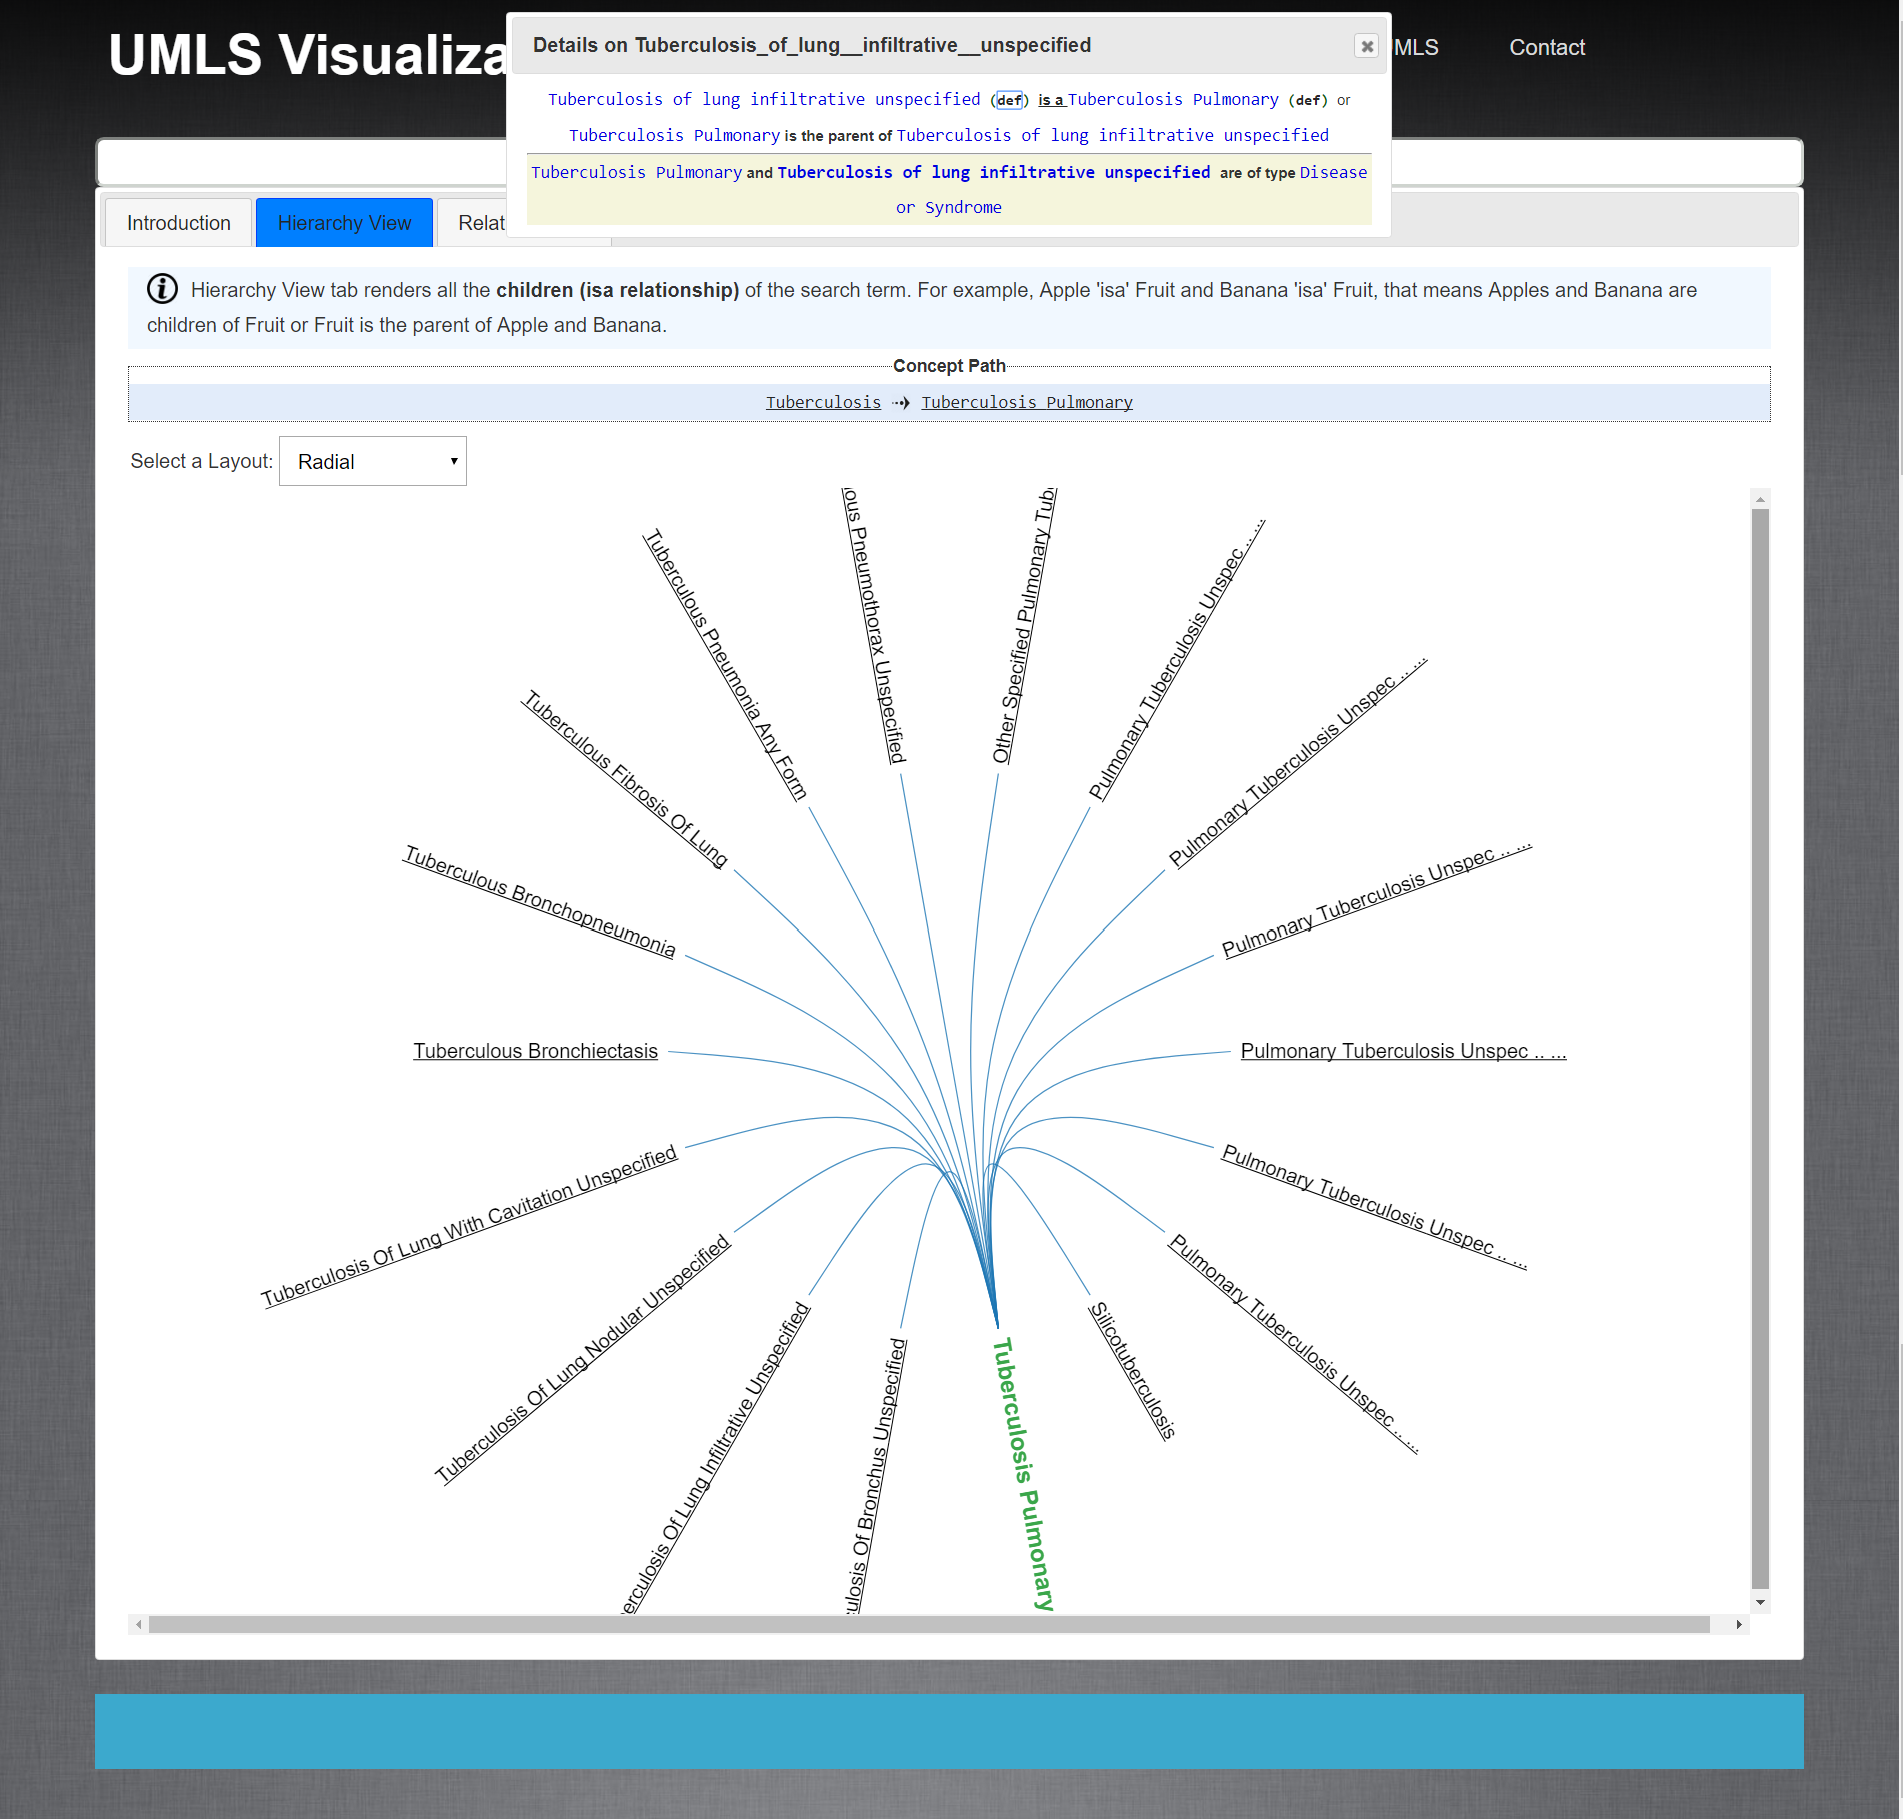 UMLS Visualiza
MLS
Contact
Details on Tuberculosis_of_lung__infiltrative__unspecified
Tuberculosis of lung infiltrative unspecified (def) is a Tuberculosis Pulmonary (def) or
Tuberculosis Pulmonary is the parent of Tuberculosis of lung infiltrative unspecified
Tuberculosis Pulmonary and Tuberculosis of lung infiltrative unspecified are of type Disease
or Syndrome
Introduction
Hierarchy View
Relat
Hierarchy View tab renders all the children (isa relationship) of the search term. For example, Apple 'isa' Fruit and Banana 'isa' Fruit, that means Apples and Banana are
children of Fruit or Fruit is the parent of Apple and Banana.
Concept Path
Tuberculosis ⇢ Tuberculosis Pulmonary
Select a Layout: Radial
ous Pneumothorax Unspecified
Other Specified Pulmonary Tub
Tuberculous Pneumonia Any Form
Pulmonary Tuberculosis Unspec .. ...
Tuberculous Fibrosis Of Lung
Pulmonary Tuberculosis Unspec .. ...
Tuberculous Bronchopneumonia
Pulmonary Tuberculosis Unspec .. ...
Tuberculous Bronchiectasis
Pulmonary Tuberculosis Unspec .. ...
Tuberculosis Of Lung With Cavitation Unspecified
Pulmonary Tuberculosis Unspec .. ...
Tuberculosis Of Lung Nodular Unspecified
Pulmonary Tuberculosis Unspec .. ...
erculosis Of Lung Infiltrative Unspecified
culosis Of Bronchus Unspecified
Tuberculosis Pulmonary
Silicotuberculosis